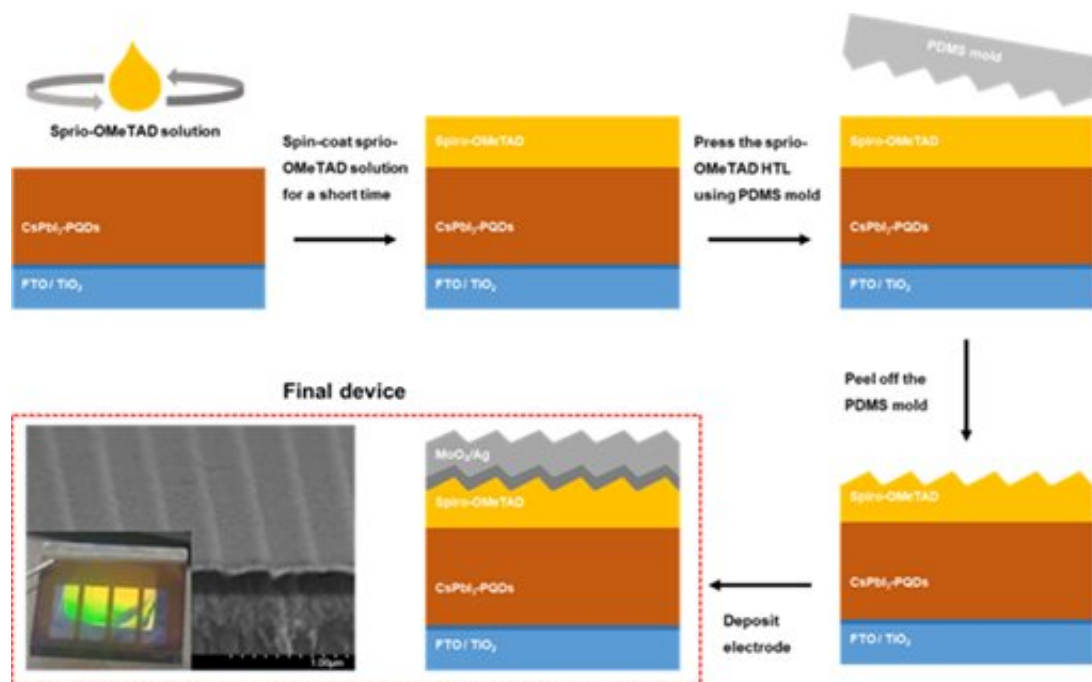 PDMS mold
Sprio-OMeTAD solution
Spin-coat sprio-
OMeTAD solution
for a short time
Spiro-OMeTAD
Press the sprio-
OMeTAD HTL
using PDMS mold
Spiro-OMeTAD
CsPbI₃-PQDs
CsPbI₃-PQDs
CsPbI₃-PQDs
FTO/ TiO₂
FTO/ TiO₂
FTO/ TiO₂
Peel off the
PDMS mold
Final device
MoOₓ/Ag
Spiro-OMeTAD
Spiro-OMeTAD
CsPbI₃-PQDs
CsPbI₃-PQDs
Deposit
electrode
FTO/ TiO₂
FTO/ TiO₂
1.00μm